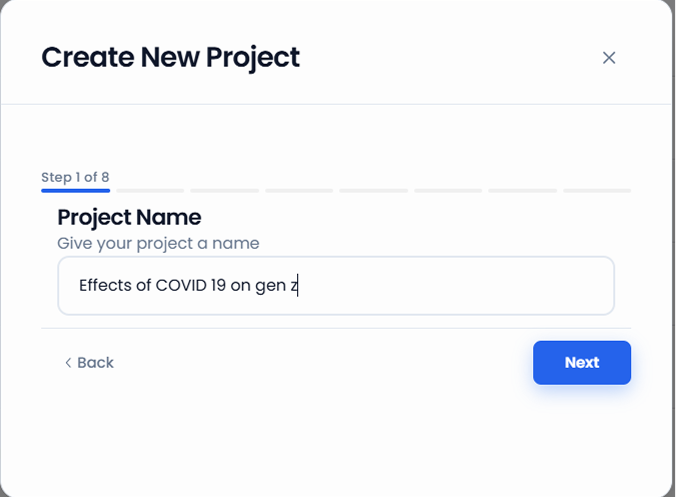 Create New Project
Step 1 of 8
Project Name
Give your project a name
Effects of COVID 19 on gen z
Back
Next